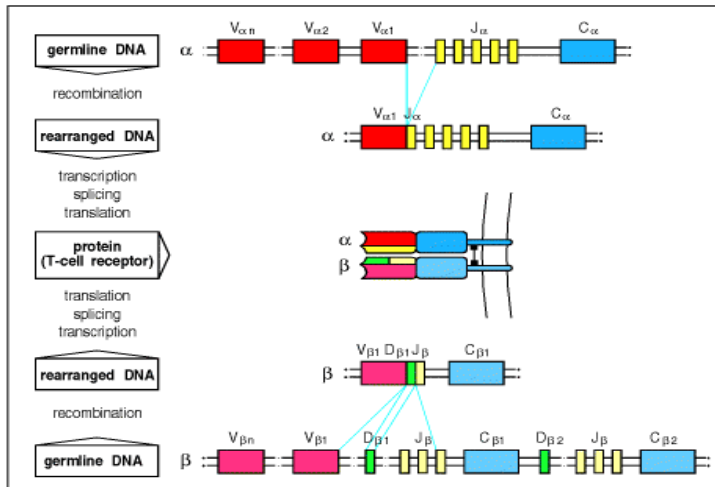 Vαn Vα2 Vα1 Jα Cα
germline DNA α
recombination
Vα1 Jα Cα
rearranged DNA α
transcription
splicing
translation
protein
(T-cell receptor)
α
β
translation
splicing
transcription
Vβ1 Dβ1 Jβ Cβ1
rearranged DNA β
recombination
Vβn Vβ1 Dβ1 Jβ Cβ1 Dβ2 Jβ Cβ2
germline DNA β